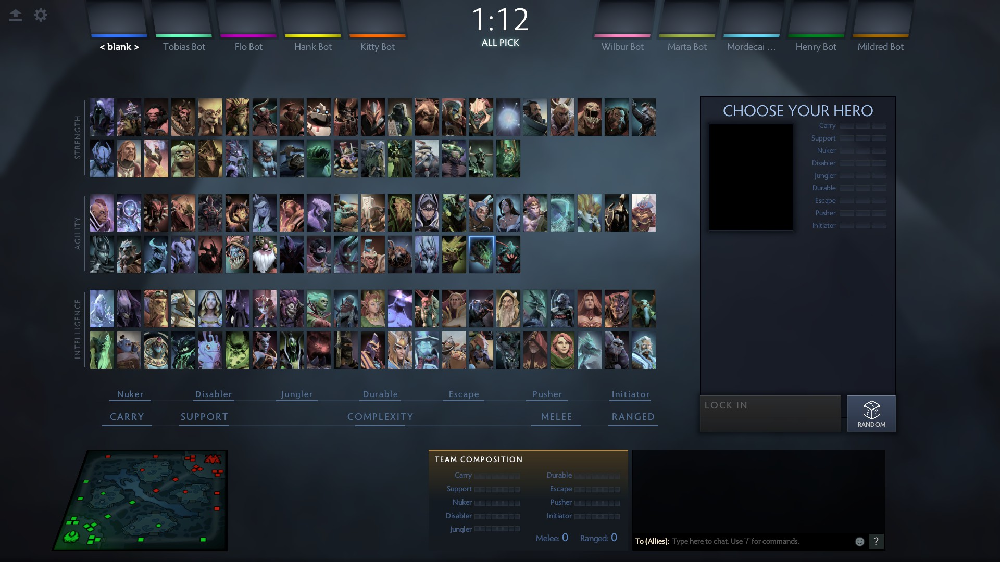 1:12
ALL PICK
< blank >
Tobias Bot
Flo Bot
Hank Bot
Kitty Bot
Wilbur Bot
Marta Bot
Mordecai ...
Henry Bot
Mildred Bot
STRENGTH
AGILITY
INTELLIGENCE
CHOOSE YOUR HERO
Carry
Support
Nuker
Disabler
Jungler
Durable
Escape
Pusher
Initiator
Nuker
Disabler
Jungler
Durable
Escape
Pusher
Initiator
CARRY
SUPPORT
COMPLEXITY
MELEE
RANGED
LOCK IN
RANDOM
TEAM COMPOSITION
Carry
Support
Nuker
Disabler
Jungler
Durable
Escape
Pusher
Initiator
Melee: 0
Ranged: 0
To (Allies): Type here to chat. Use '/' for commands.
?